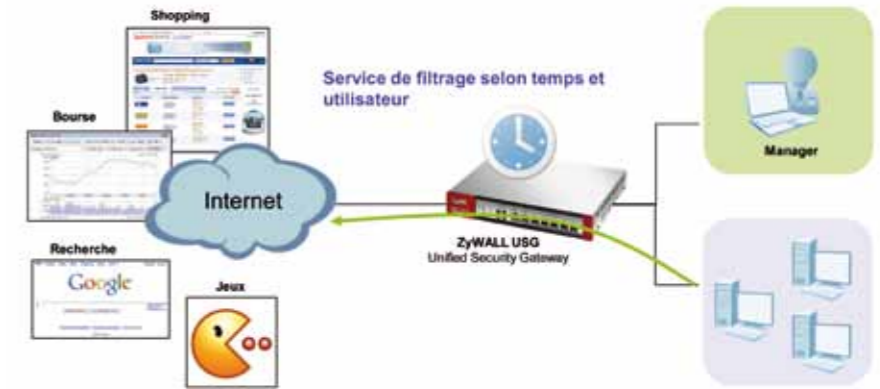 Shopping
Service de filtrage selon temps et
utilisateur
Bourse
Internet
Manager
ZyWALL USG
Unified Security Gateway
Recherche
Google
Jeux